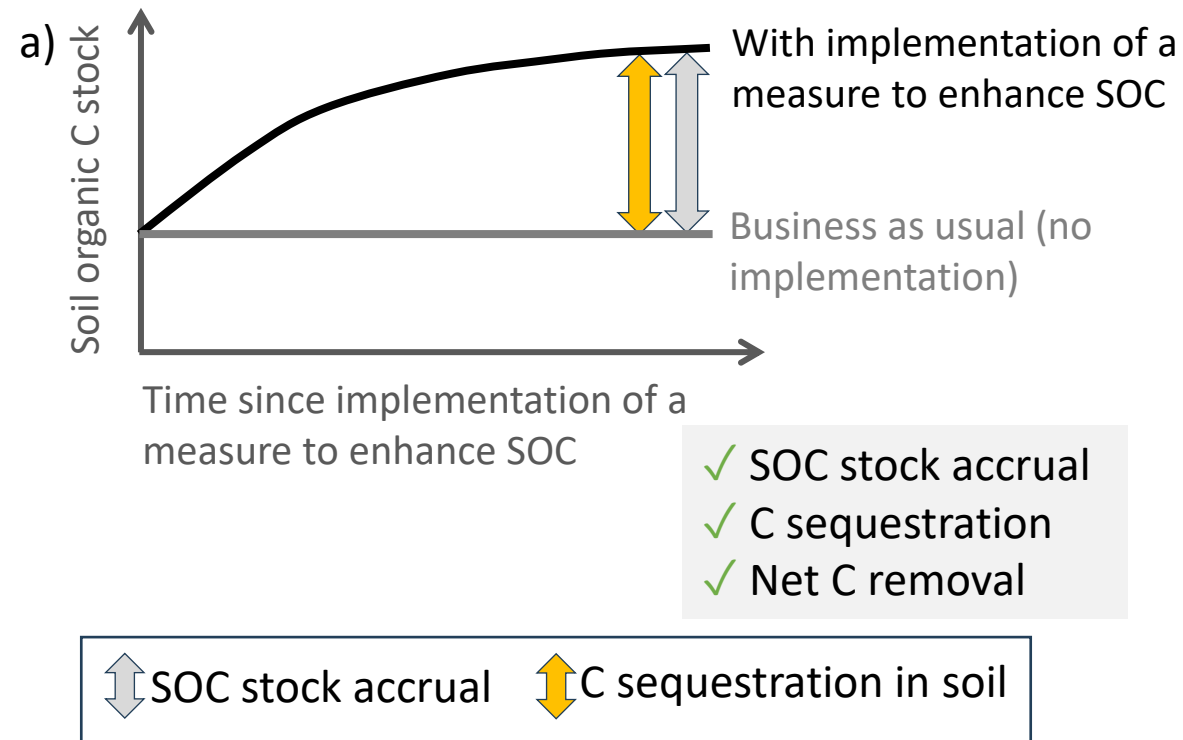 a)
Soil organic C stock
With implementation of a
measure to enhance SOC
Business as usual (no
implementation)
Time since implementation of a
measure to enhance SOC
✓ SOC stock accrual
✓ C sequestration
✓ Net C removal
SOC stock accrual
C sequestration in soil